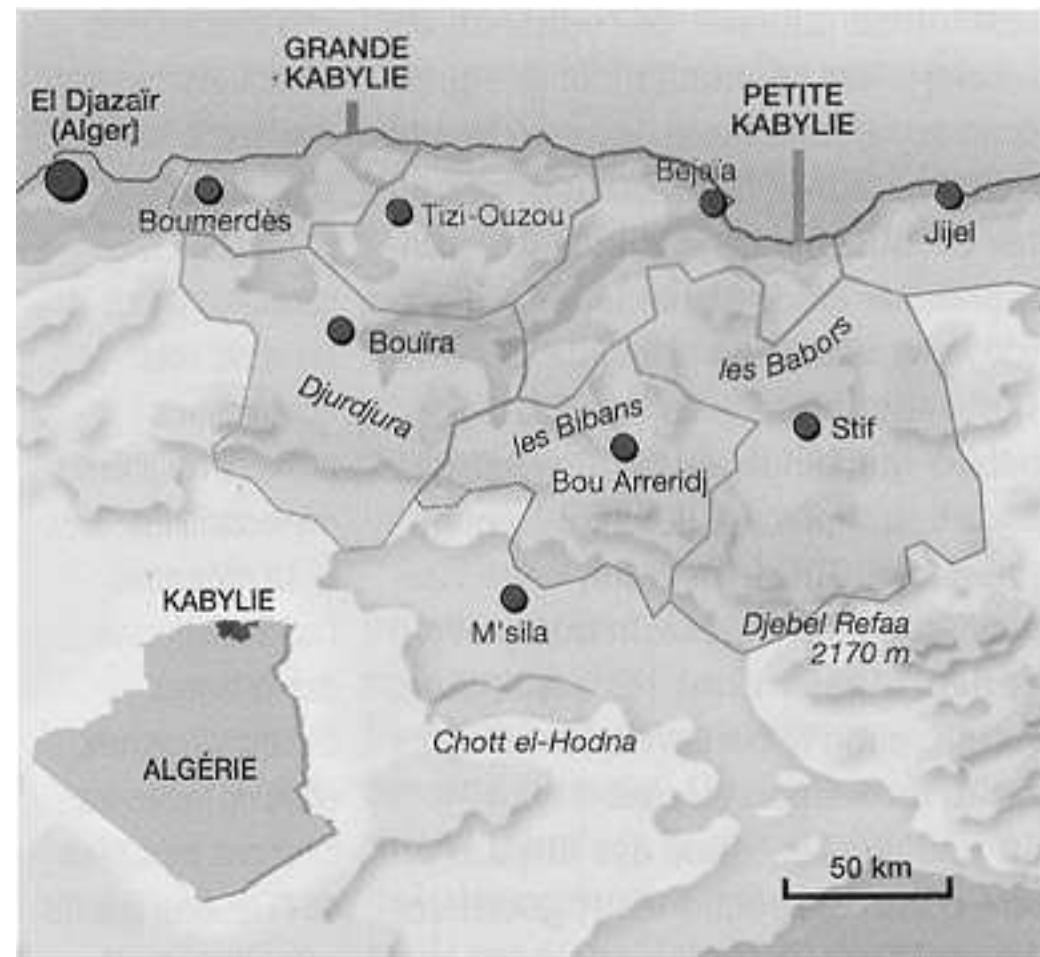 GRANDE
KABYLIE
El Djazaïr
(Alger)
PETITE
KABYLIE
Bejaïa
Boumerdès
Tizi-Ouzou
Jijel
Bouïra
les Babors
Djurdjura
les Bibans
Stif
Bou Arreridj
KABYLIE
M'sila
Djebel Refaa
2170 m
Chott el-Hodna
ALGÉRIE
50 km